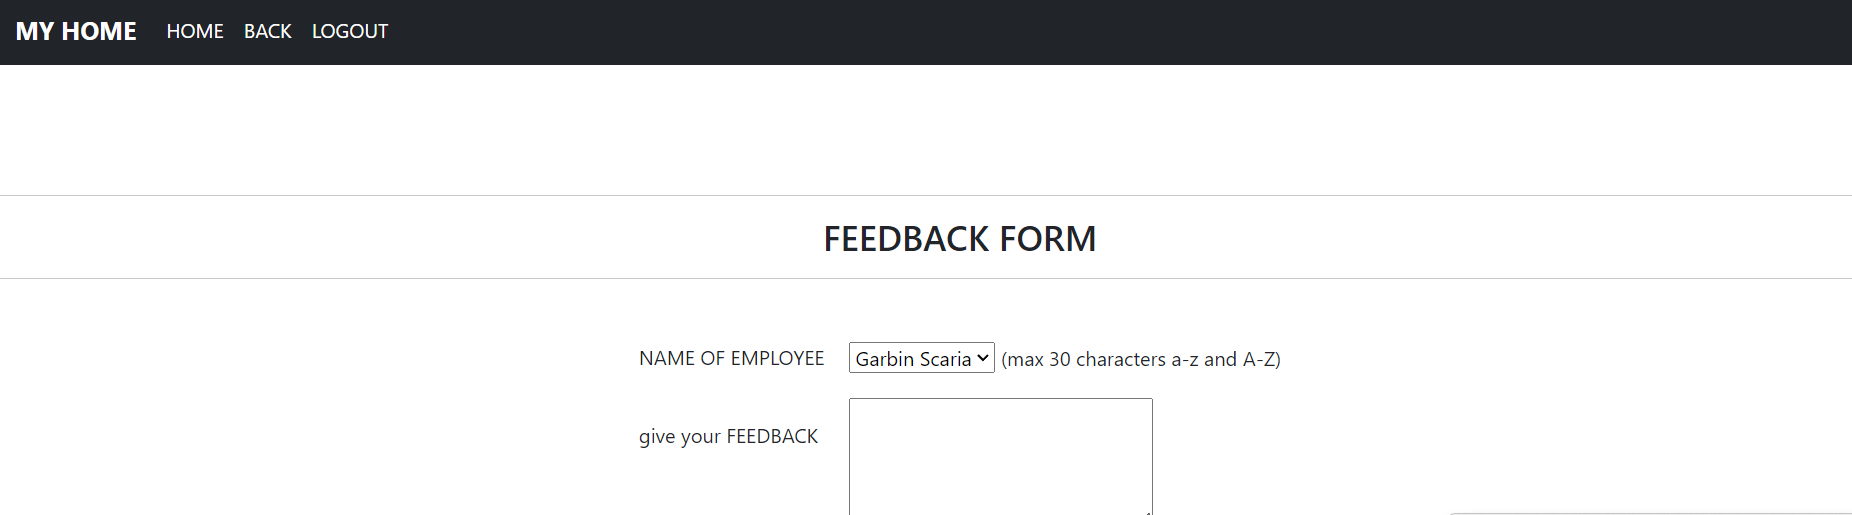 MY HOME HOME BACK LOGOUT
FEEDBACK FORM
NAME OF EMPLOYEE Garbin Scaria (max 30 characters a-z and A-Z)
give your FEEDBACK